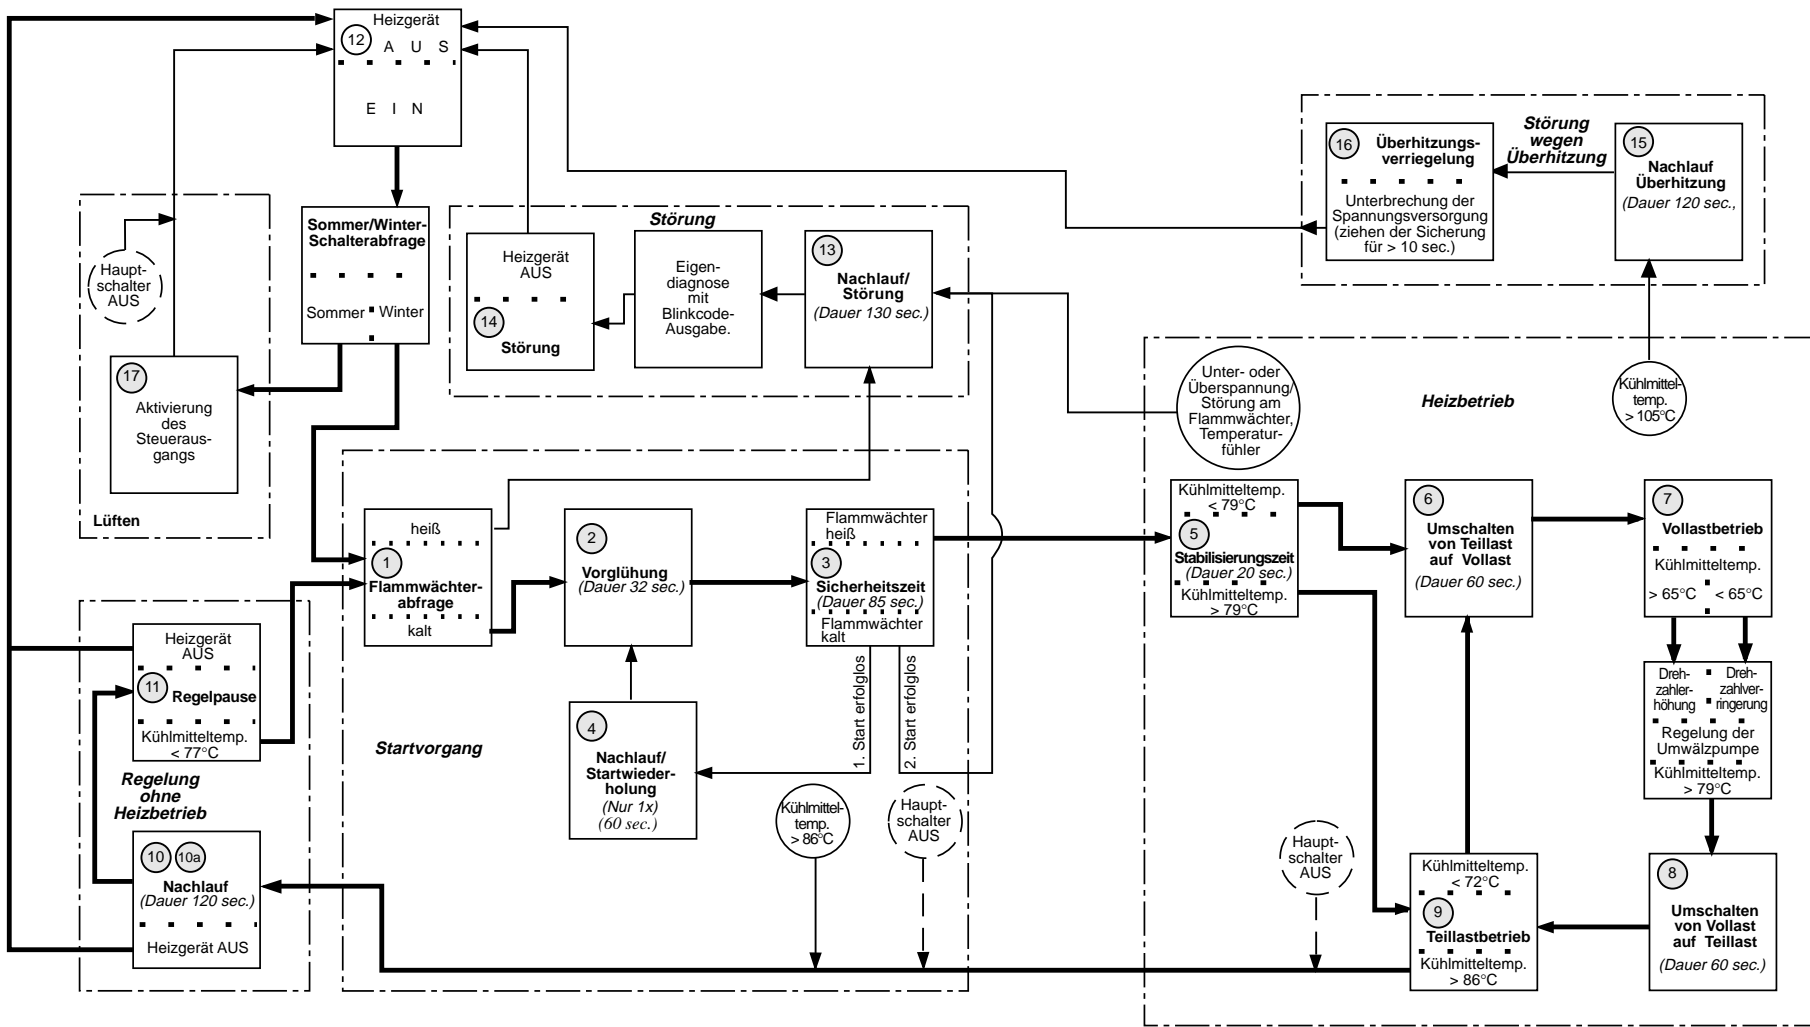 Heizgerät
12
A U S
E I N
Sommer/Winter-
Schalterabfrage
Sommer
Winter
Haupt-
schalter
AUS
17
Aktivierung
des
Steueraus-
gangs
Lüften
Störung
Heizgerät
AUS
14
Störung
Eigen-
diagnose
mit
Blinkcode-
Ausgabe.
13
Nachlauf/
Störung
(Dauer 130 sec.)
16
Überhitzungs-
verriegelung
Unterbrechung der
Spannungsversorgung
(ziehen der Sicherung
für > 10 sec.)
Störung
wegen
Überhitzung
15
Nachlauf
Überhitzung
(Dauer 120 sec.,
Unter- oder
Überspannung/
Störung am
Flammwächter,
Temperatur-
fühler
Heizbetrieb
Kühlmittel-
temp.
> 105°C
heiß
1
Flammwächter-
abfrage
kalt
2
Vorglühung
(Dauer 32 sec.)
Flammwächter
heiß
3
Sicherheitszeit
(Dauer 85 sec.)
Flammwächter
kalt
1. Start erfolglos
2. Start erfolglos
4
Nachlauf/
Startwieder-
holung
(Nur 1x)
(60 sec.)
Startvorgang
Kühlmittel-
temp.
> 86°C
Haupt-
schalter
AUS
Kühlmitteltemp.
< 79°C
5
Stabilisierungszeit
(Dauer 20 sec.)
Kühlmitteltemp.
> 79°C
6
Umschalten
von Teillast
auf Vollast
(Dauer 60 sec.)
7
Vollastbetrieb
Kühlmitteltemp.
> 65°C
< 65°C
Dreh-
zahler-
höhung
Dreh-
zahlver-
ringerung
Regelung der
Umwälzpumpe
Kühlmitteltemp.
> 79°C
8
Umschalten
von Vollast
auf Teillast
(Dauer 60 sec.)
Kühlmitteltemp.
< 72°C
9
Teillastbetrieb
Kühlmitteltemp.
> 86°C
Haupt-
schalter
AUS
Heizgerät
AUS
11
Regelpause
Kühlmitteltemp.
< 77°C
Regelung
ohne
Heizbetrieb
10
10a
Nachlauf
(Dauer 120 sec.)
Heizgerät AUS